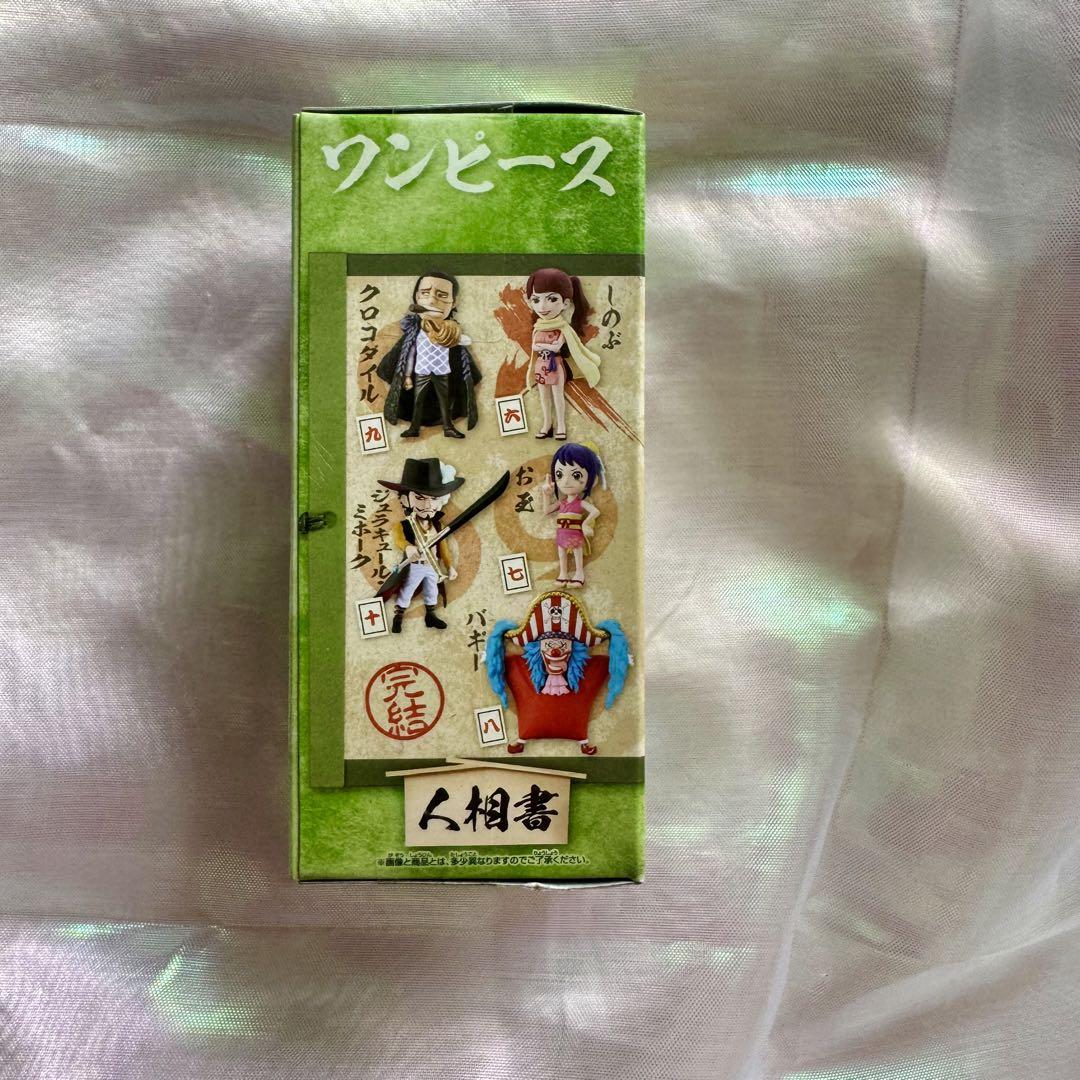 ワンピース
しのぶ
六
クロコダイル
九
お玉
七
ジュラキュール・
ミホーク
十
バギー
八
完結
人相書
※画像と商品とは、多少異なりますのでご了承ください。